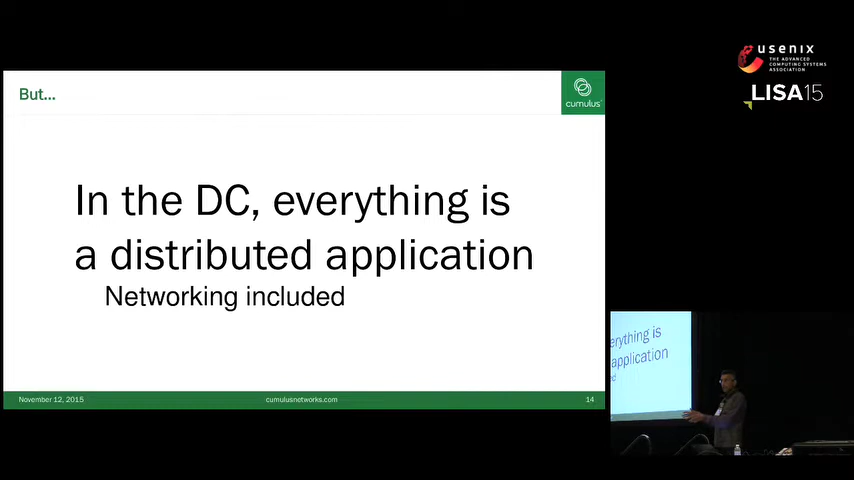 usenix
THE ADVANCED
COMPUTING SYSTEMS
ASSOCIATION
LISA15
But...
cumulus
In the DC, everything is
a distributed application
Networking included
November 12, 2015
cumulusnetworks.com
14
erything is
application